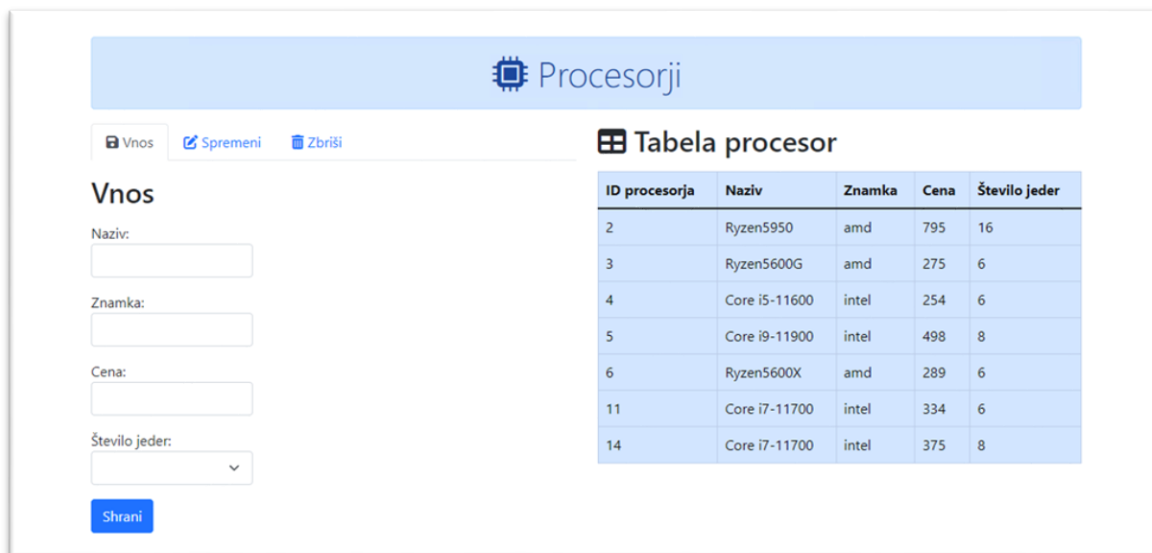 Procesorji
Vnos Spremeni Zbriši
Vnos
Naziv:
Znamka:
Cena:
Število jeder:
Shrani
Tabela procesor
ID procesorja Naziv Znamka Cena Število jeder
2 Ryzen5950 amd 795 16
3 Ryzen5600G amd 275 6
4 Core i5-11600 intel 254 6
5 Core i9-11900 intel 498 8
6 Ryzen5600X amd 289 6
11 Core i7-11700 intel 334 6
14 Core i7-11700 intel 375 8